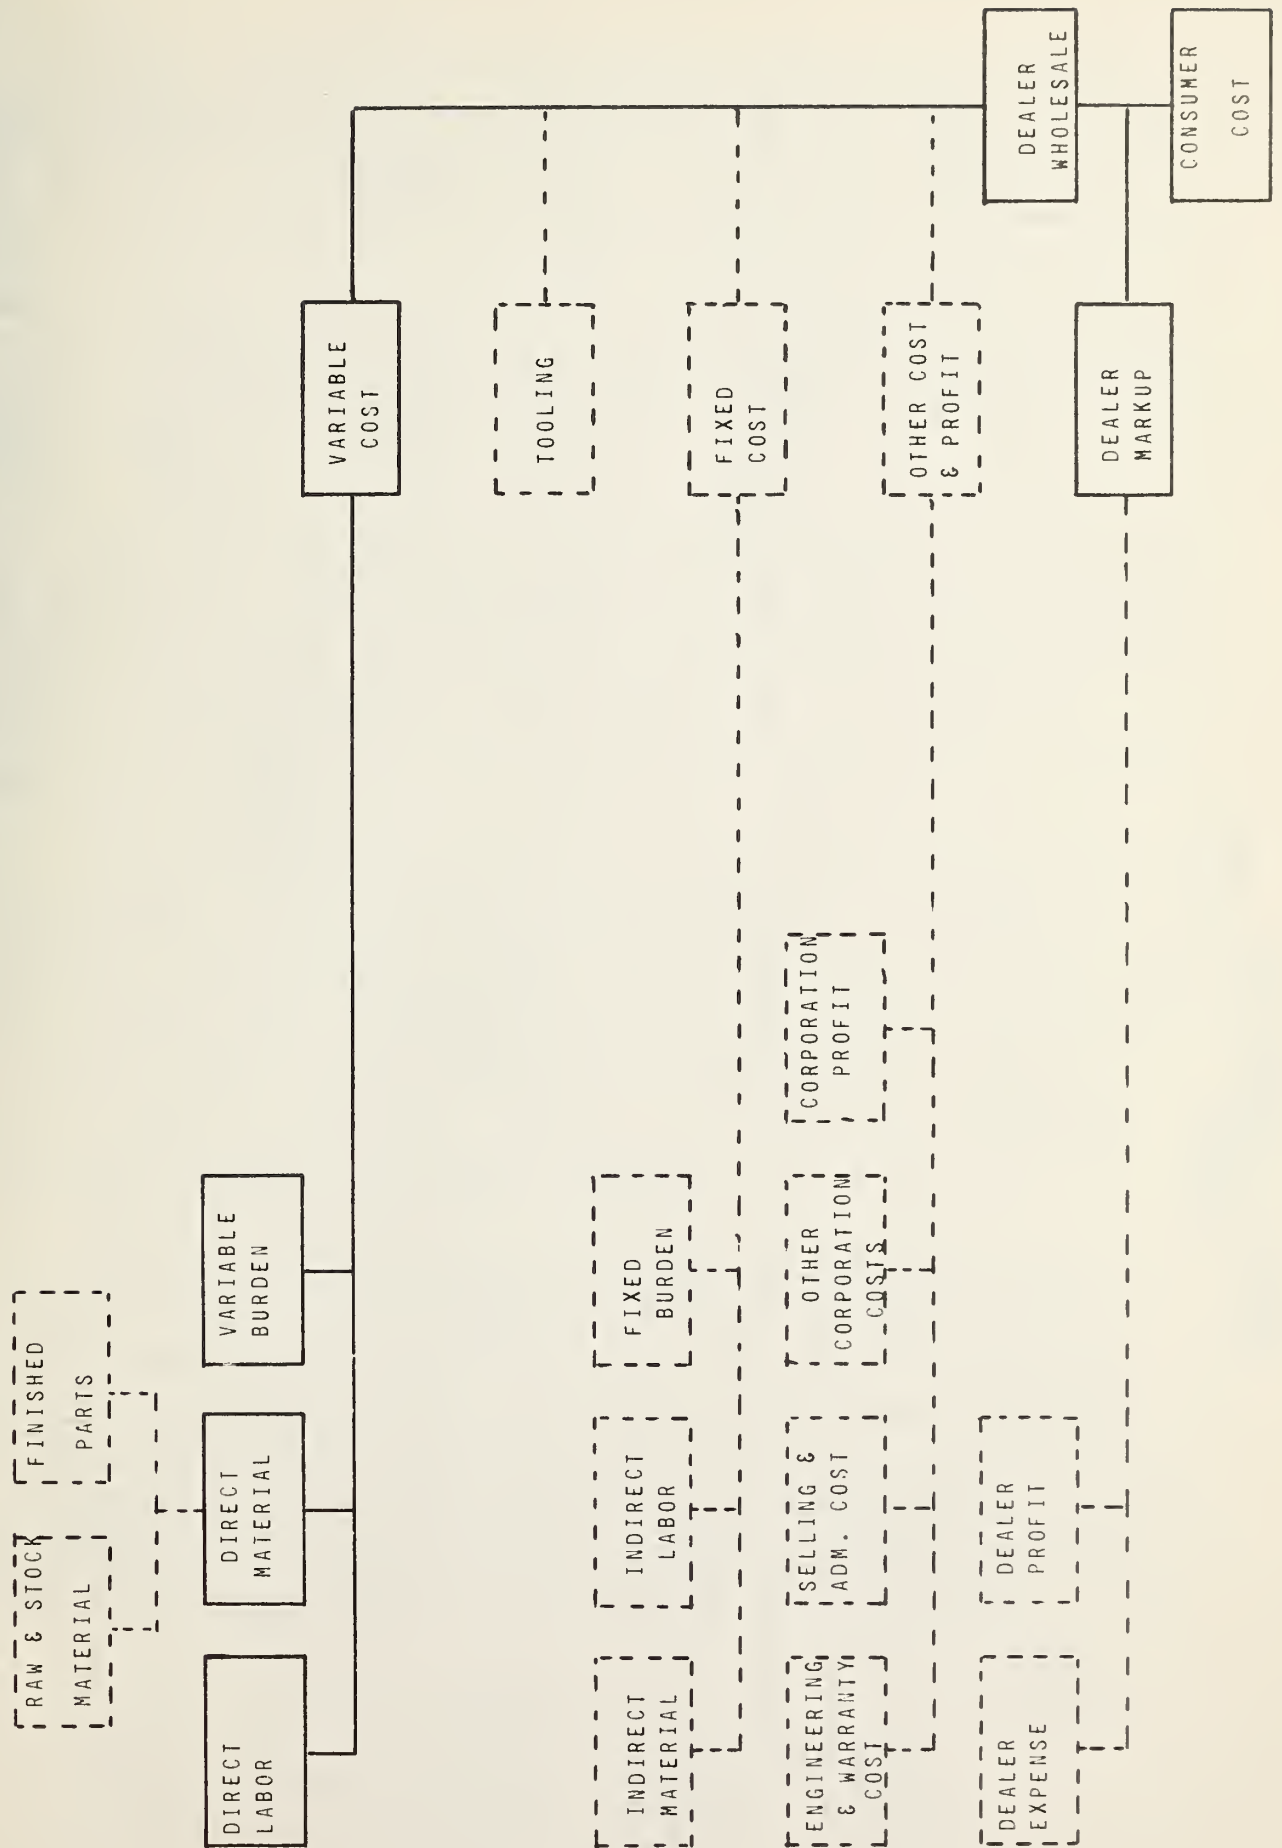 RAW & STOCK
MATERIAL
FINISHED
PARTS
DIRECT
LABOR
DIRECT
MATERIAL
VARIABLE
BURDEN
VARIABLE
COST
TOOLING
INDIRECT
MATERIAL
INDIRECT
LABOR
FIXED
BURDEN
FIXED
COST
ENGINEERING
& WARRANTY
COST
SELLING &
ADM. COST
OTHER
CORPORATION
COSTS
CORPORATION
PROFIT
OTHER COST
& PROFIT
DEALER
EXPENSE
DEALER
PROFIT
DEALER
MARKUP
DEALER
WHOLESALE
CONSUMER
COST